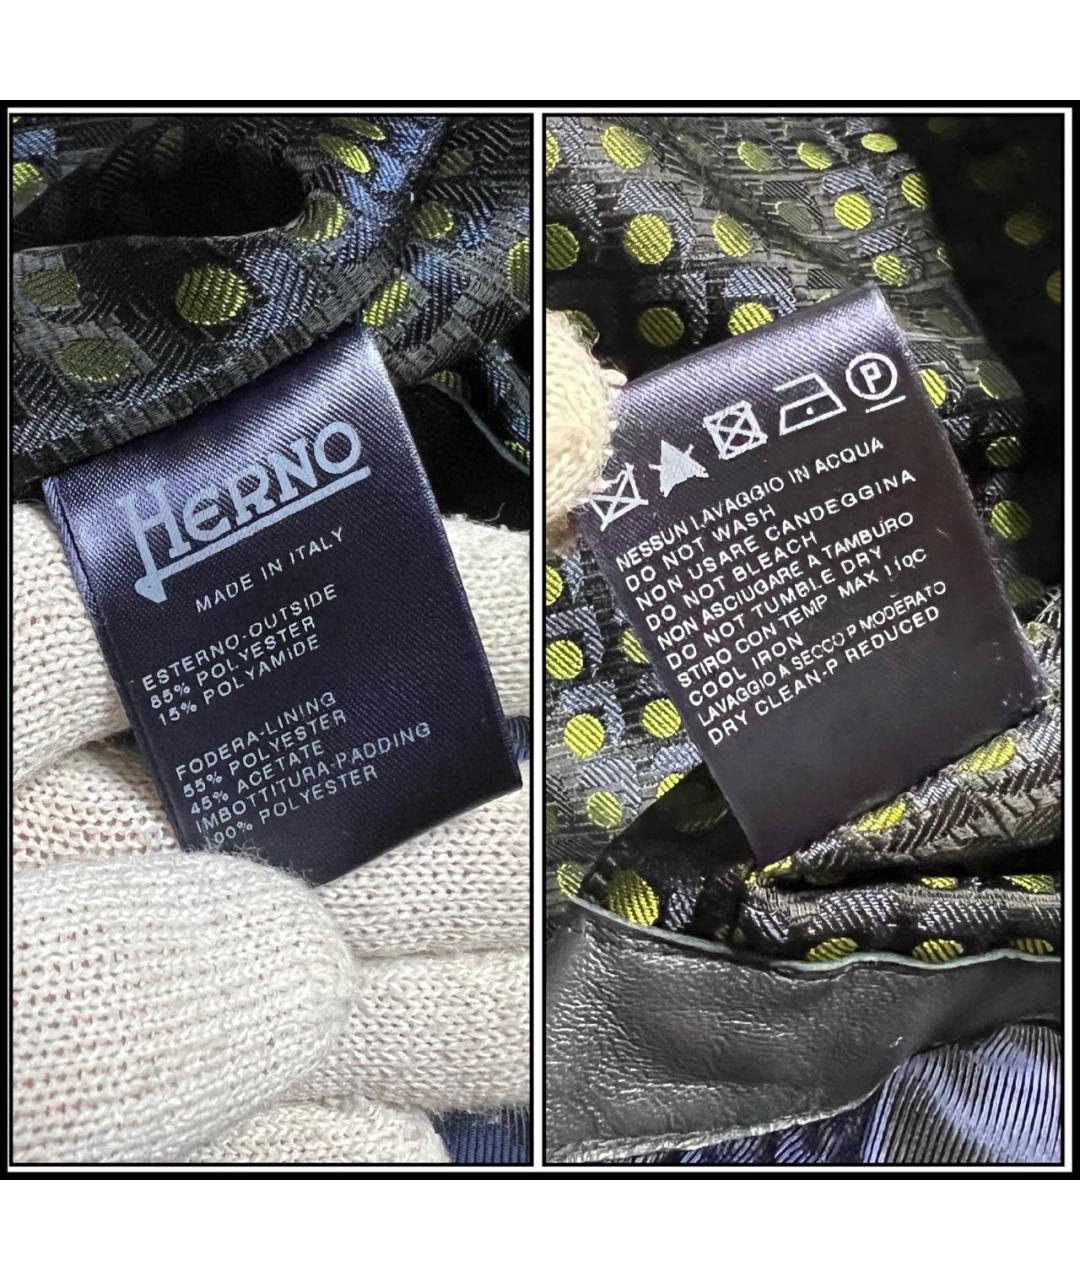 HERNO
MADE IN ITALY
ESTERNO-OUTSIDE
85% POLYESTER
15% POLYAMIDE
FODERA-LINING
55% POLYESTER
45% ACETATE
IMBOTTITURA-PADDING
100% POLYESTER
P
NESSUN LAVAGGIO IN ACQUA
DO NOT WASH
NON USARE CANDEGGINA
DO NOT BLEACH
NON ASCIUGARE A TAMBURO
DO NOT TUMBLE DRY
STIRO CON TEMP MAX 110C
COOL IRON
LAVAGGIO A SECCO P MODERATO
DRY CLEAN-P REDUCED